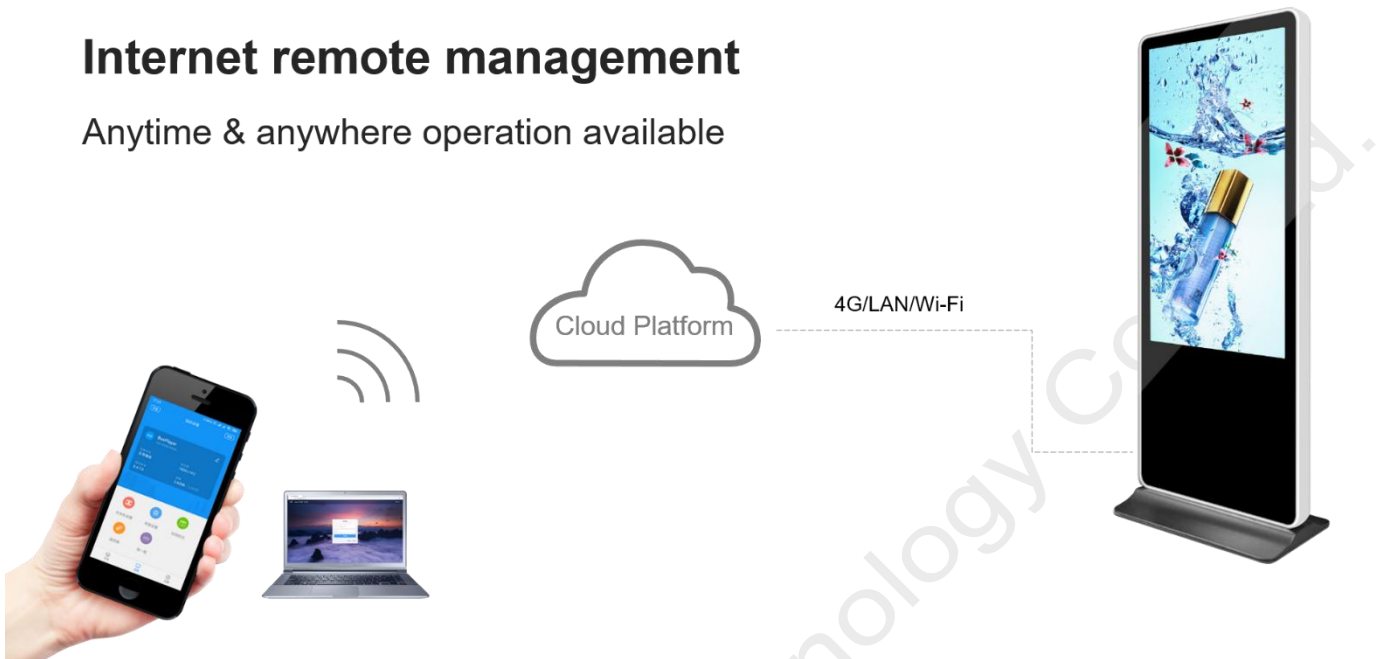 Internet remote management
Anytime & anywhere operation available
Cloud Platform
4G/LAN/Wi-Fi